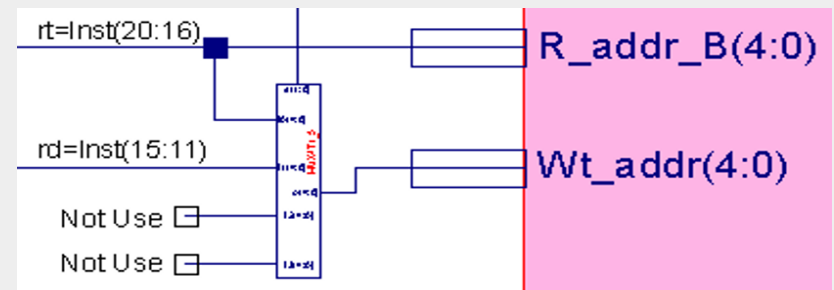 rt=Inst(20:16)
R_addr_B(4:0)
rd=Inst(15:11)
Wt_addr(4:0)
Not Use
Not Use